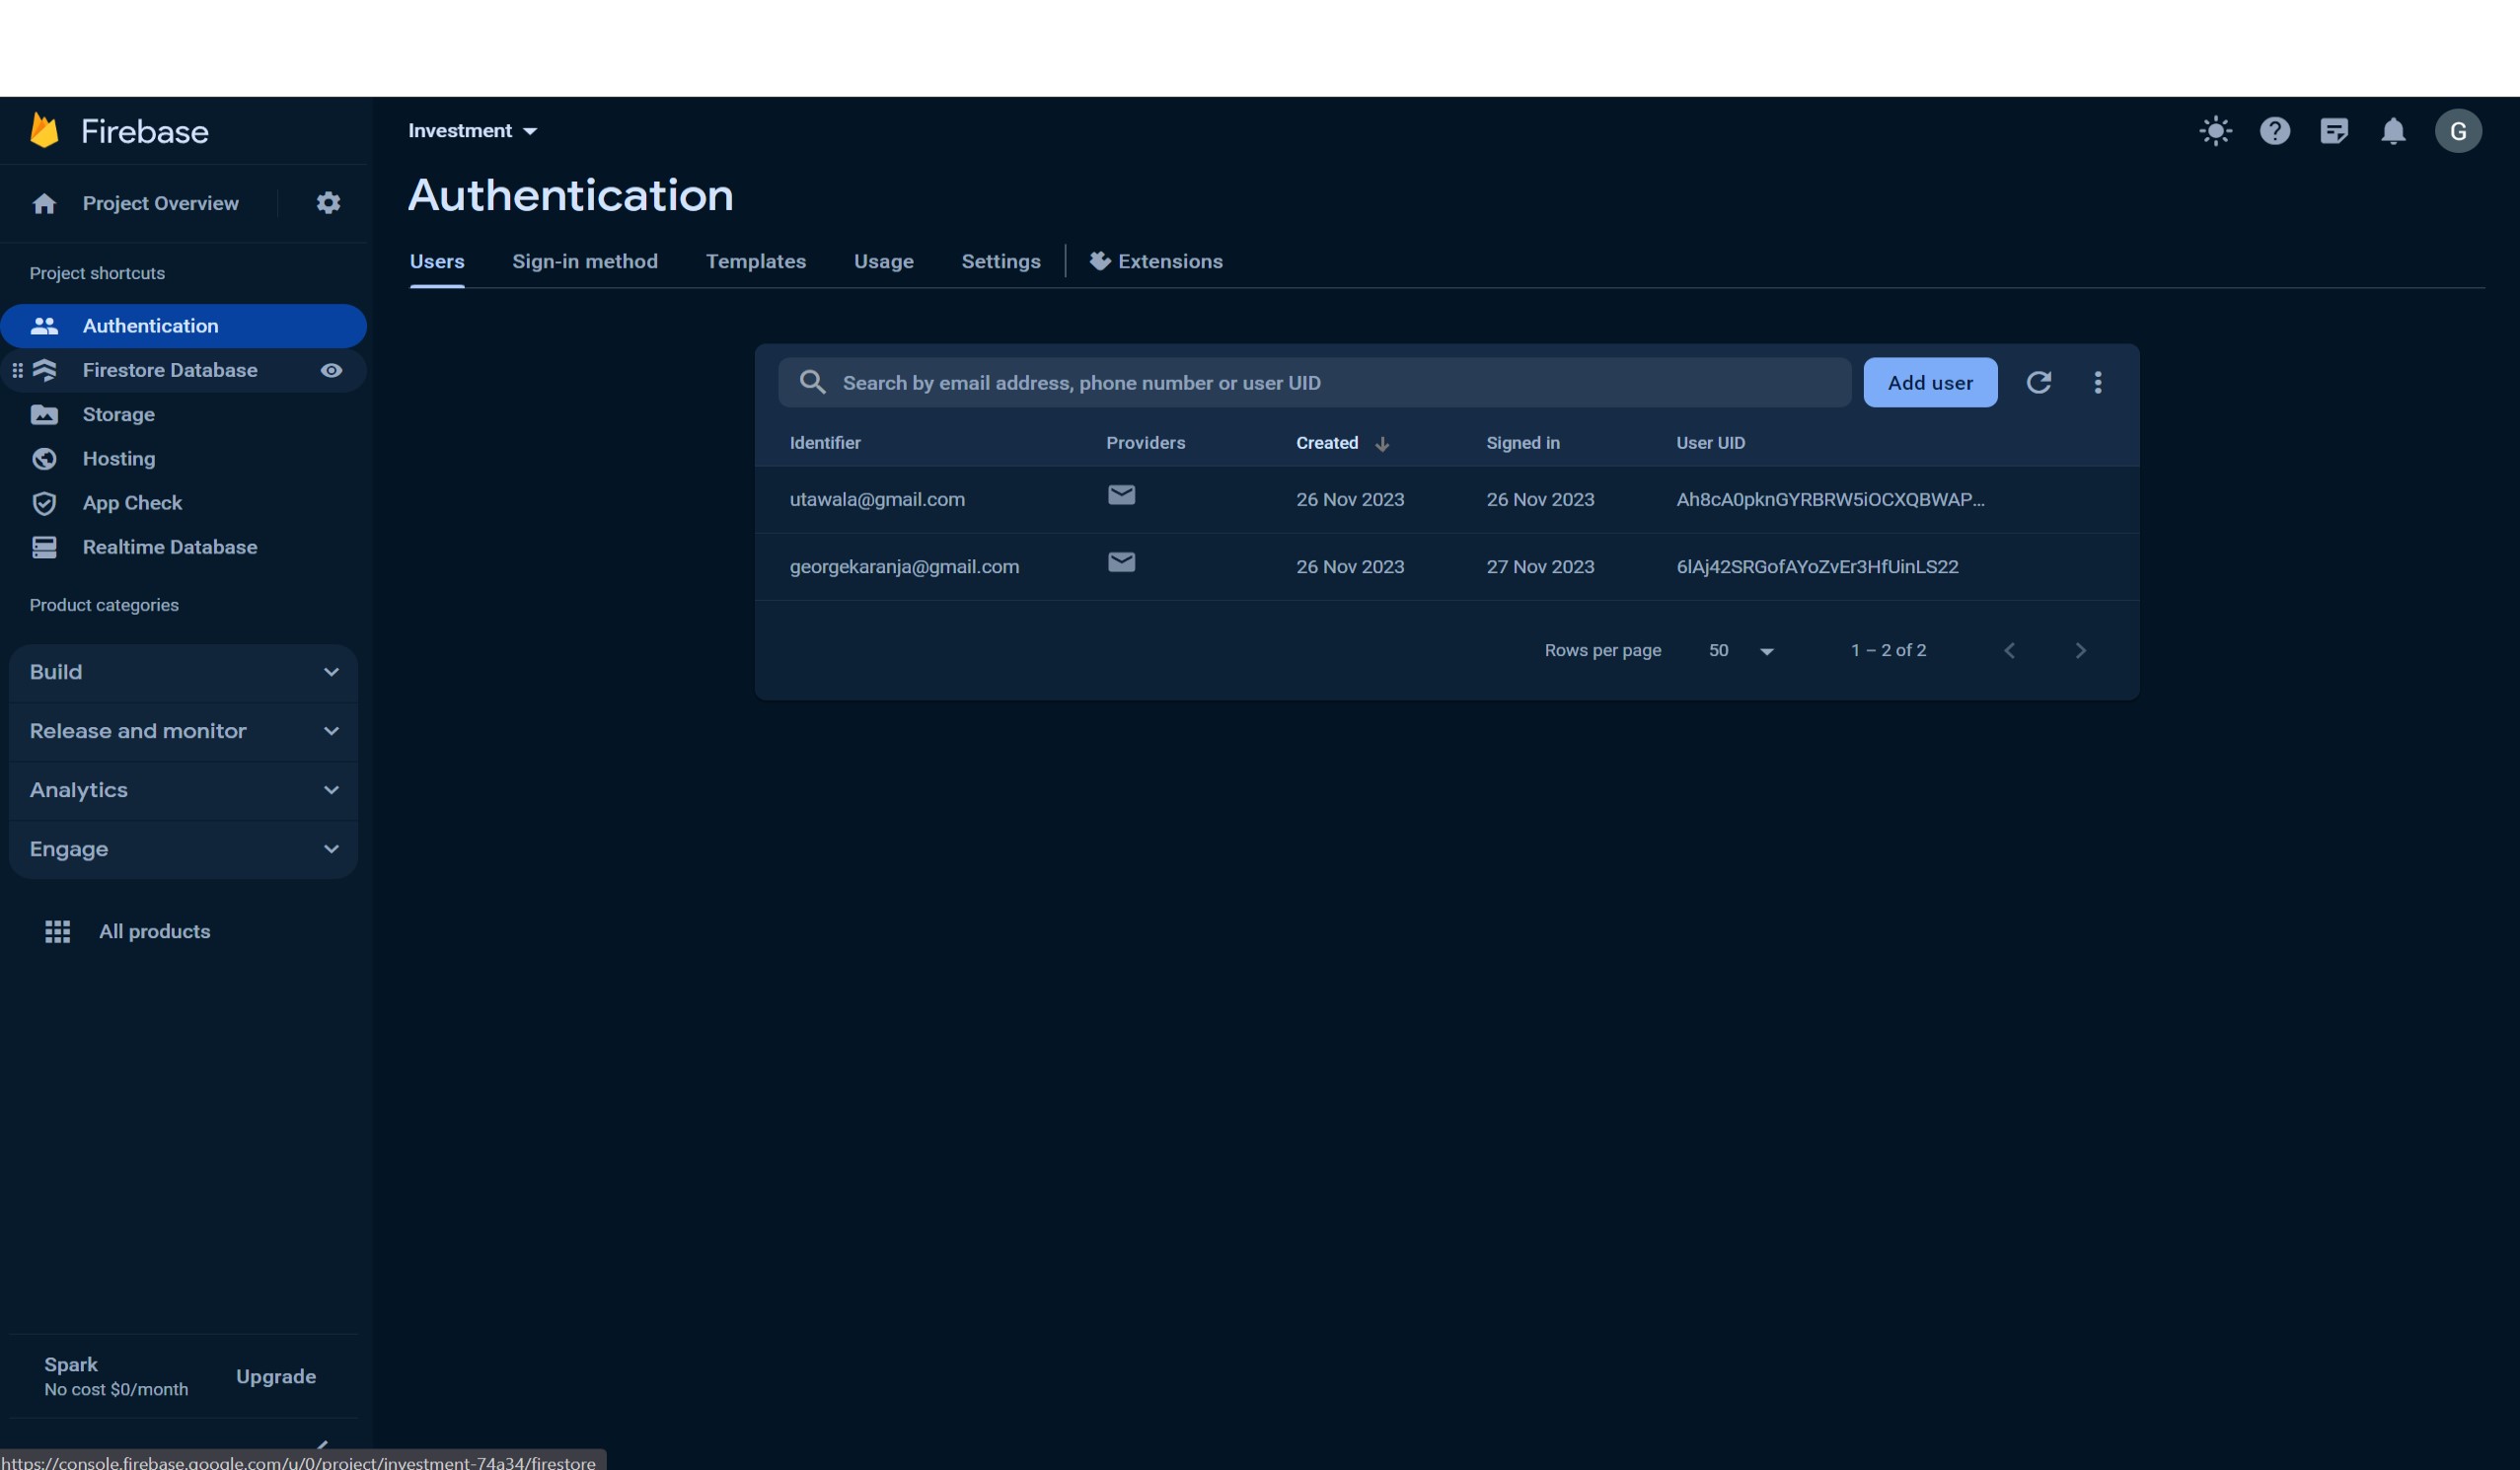 Firebase
Project Overview
Project shortcuts
Authentication
Firestore Database
Storage
Hosting
App Check
Realtime Database
Product categories
Build
Release and monitor
Analytics
Engage
All products
Spark
No cost $0/month
Upgrade
https://console.firebase.google.com/u/0/project/investment-74a34/firestore
Investment
G
Authentication
Users Sign-in method Templates Usage Settings Extensions
Search by email address, phone number or user UID
Add user
Identifier Providers Created Signed in User UID
utawala@gmail.com 26 Nov 2023 26 Nov 2023 Ah8cA0pknGYRBRW5iOCXQBWAP...
georgekaranja@gmail.com 26 Nov 2023 27 Nov 2023 6lAj42SRGofAYoZvEr3HfUinLS22
Rows per page 50 1 – 2 of 2